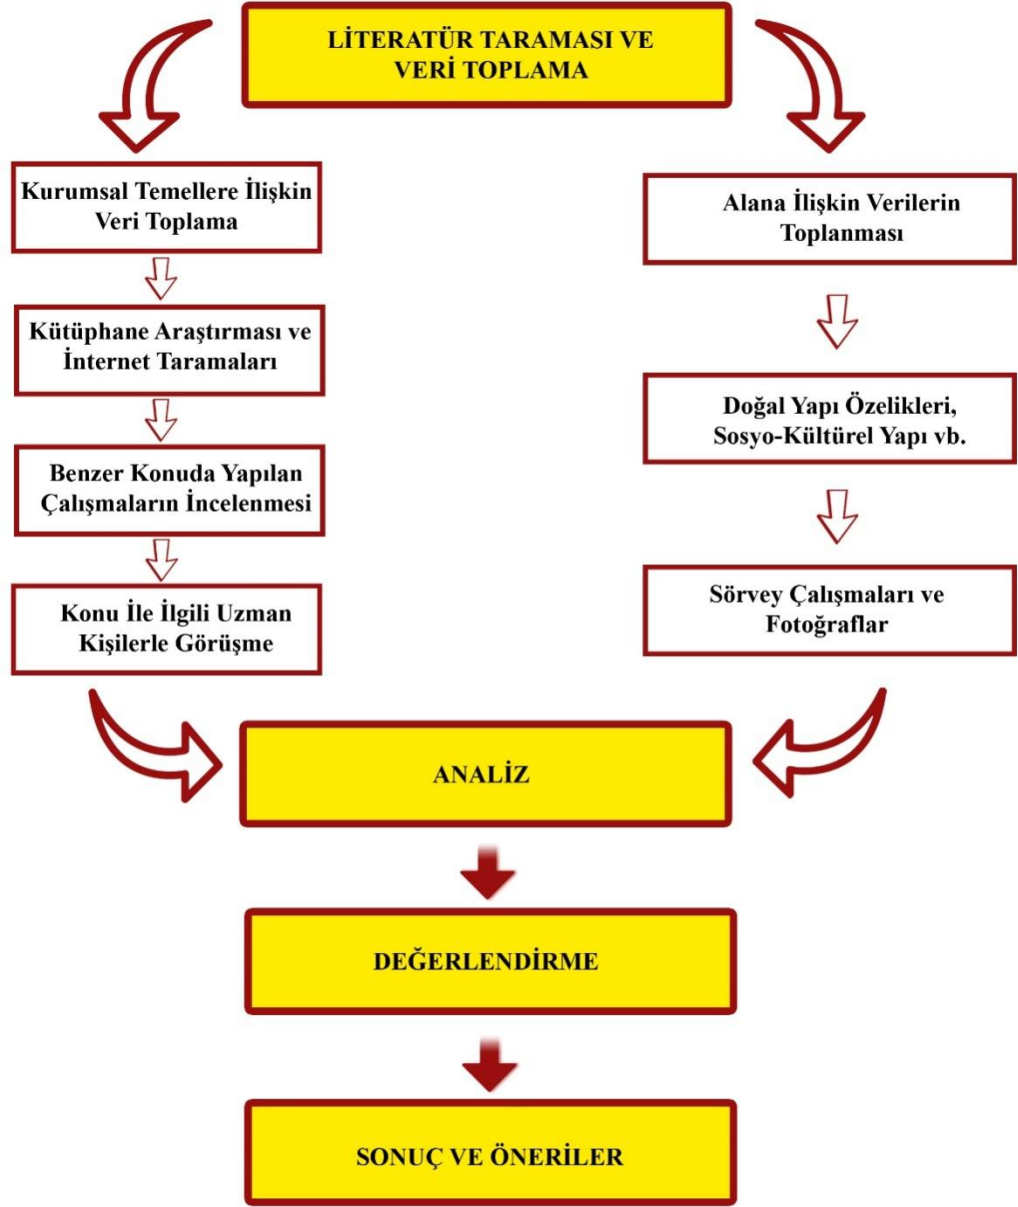 LİTERATÜR TARAMASI VE
VERİ TOPLAMA
Kurumsal Temellere İlişkin
Veri Toplama
Kütüphane Araştırması ve
İnternet Taramaları
Benzer Konuda Yapılan
Çalışmaların İncelenmesi
Konu İle İlgili Uzman
Kişilerle Görüşme
Alana İlişkin Verilerin
Toplanması
Doğal Yapı Özelikleri,
Sosyo-Kültürel Yapı vb.
Sörvey Çalışmaları ve
Fotoğraflar
ANALİZ
DEĞERLENDİRME
SONUÇ VE ÖNERİLER